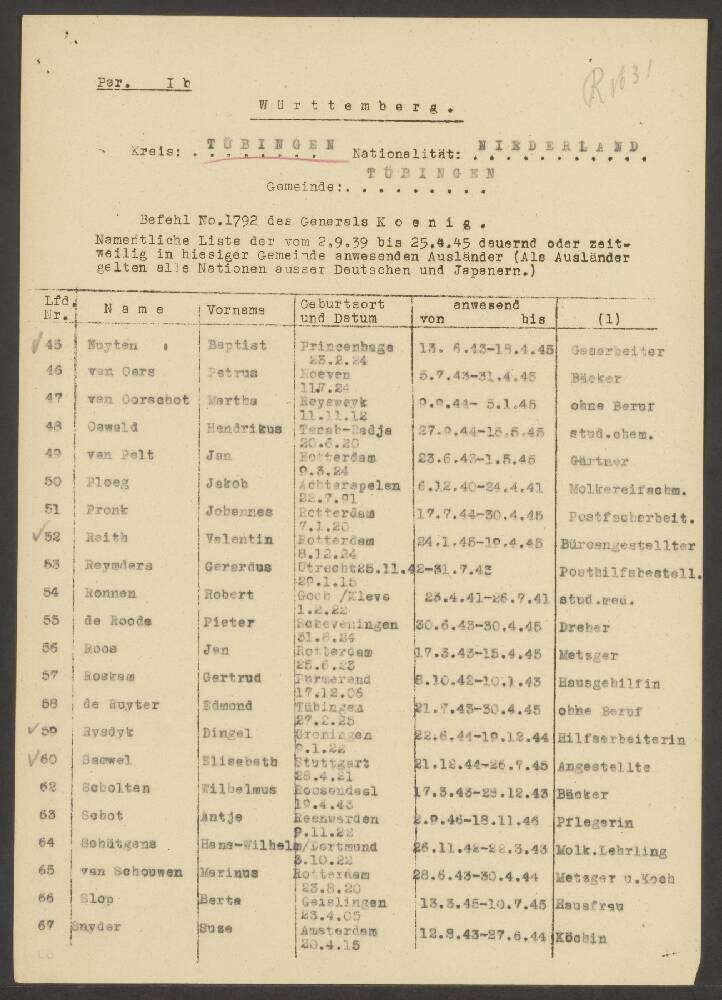 Par. I b
R1631
Württemberg.
Kreis: TÜBINGEN Nationalität: NIEDERLAND
Gemeinde: TÜBINGEN
Befehl No.1792 des Generals Koenig.
Namentliche Liste der vom 2.9.39 bis 25.4.45 dauernd oder zeit-
weilig in hiesiger Gemeinde anwesenden Ausländer (Als Ausländer
gelten alle Nationen ausser Deutschen und Japanern.)
Lfd. Geburtsort anwesend
Nr. Name Vorname und Datum von bis (1)
45 Nuyten Baptist Princenhage 13. 6.43-18.4.45 Gasarbeiter
23.2.24
46 van Oers Petrus Hoeven 5.7.43-31.4.45 Bäcker
11.7.24
47 van Oorschot Martha 9.9.44- 5.1.45 ohne Beruf
11.11.12
48 Oswald Hendrikus Tanah-Radja 27.9.44-15.5.45 stud.chem.
20.6.20
49 van Pelt Jan Rotterdam 23.6.43-1.5.45 Gärtner
9.3.24
50 Ploeg Jakob Achterspelen 6.12.40-24.4.41 Molkereifachm.
22.7.91
51 Pronk Johannes Rotterdam 17.7.44-30.4.45 Postfacharbeit.
7.1.20
52 Raith Valentin Rotterdam 24.1.45-19.4.45 Büroangestellter
8.12.24
53 Reymders Gerardus Utrecht 25.11.42-31.7.43 Posthilfsbestell.
29.1.15
54 Ronnen Robert Goch /Kleve 23.4.41-26.7.41 stud.med.
1.2.22
55 de Roode Pieter Scheveningen 30.6.43-30.4.45 Dreher
31.8.24
56 Roos Jan Rotterdam 17.3.43-15.4.45 Metzger
25.6.23
57 Roskam Gertrud Purmerend 8.10.42-10.1.43 Hausgehilfin
17.12.06
58 de Ruyter Edmond Tübingen 21.7.43-30.4.45 ohne Beruf
27.2.25
59 Rysdyk Dingel Groningen 22.6.44-19.12.44 Hilfsarbeiterin
9.1.22
60 Samwel Elisabeth Stuttgart 21.12.44-26.7.45 Angestellte
28.4.21
62 Scholten Wilhelmus Roosendaal 17.3.43-28.12.43 Bäcker
19.4.43
63 Schot Antje 2.9.46-18.11.46 Pflegerin
9.11.22
64 Schütgens Hans-Wilhelm/Dortmund 26.11.42-22.3.43 Molk.Lehrling
3.10.22
65 van Schouwen Marinus Rotterdam 28.6.43-30.4.44 Metzger u.Koch
23.8.20
66 Slop Berta Geislingen 13.3.45-10.7.45 Hausfrau
23.4.05
67 Snyder Suze Amsterdam 12.8.43-27.6.44 Köchin
20.4.15